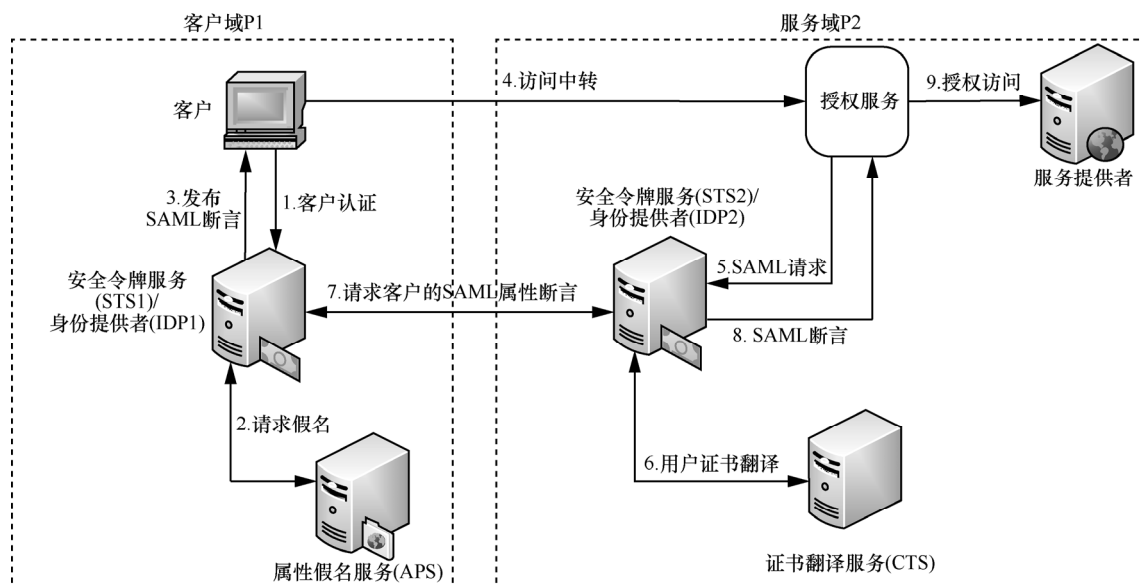 客户域P1
服务域P2
客户
4.访问中转
授权服务
9.授权访问
服务提供者
3.发布
SAML断言
1.客户认证
安全令牌服务(STS2)/
身份提供者(IDP2)
安全令牌服务
(STS1)/
身份提供者(IDP1)
5.SAML请求
7.请求客户的SAML属性断言
8. SAML断言
2.请求假名
6.用户证书翻译
属性假名服务(APS)
证书翻译服务(CTS)